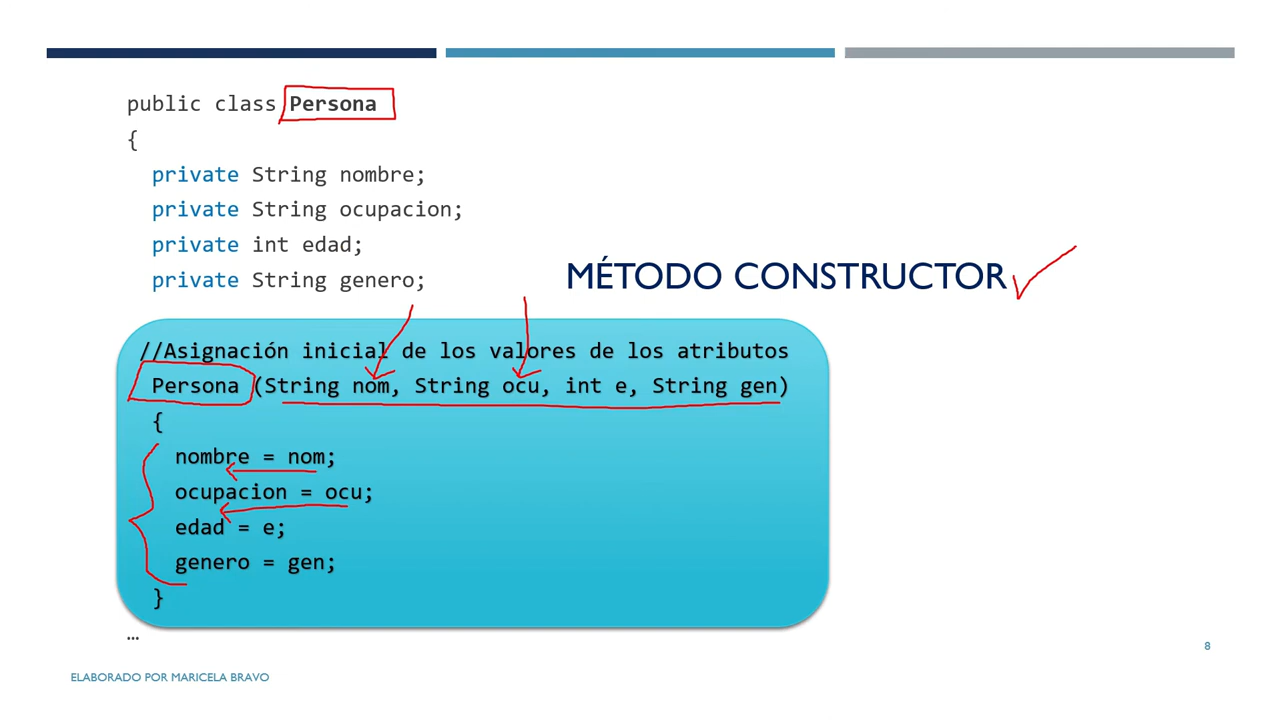 public class Persona
{
private String nombre;
private String ocupacion;
private int edad;
private String genero;
MÉTODO CONSTRUCTOR
//Asignación inicial de los valores de los atributos
Persona (String nom, String ocu, int e, String gen)
{
nombre = nom;
ocupacion = ocu;
edad = e;
genero = gen;
}
…
8
ELABORADO POR MARICELA BRAVO